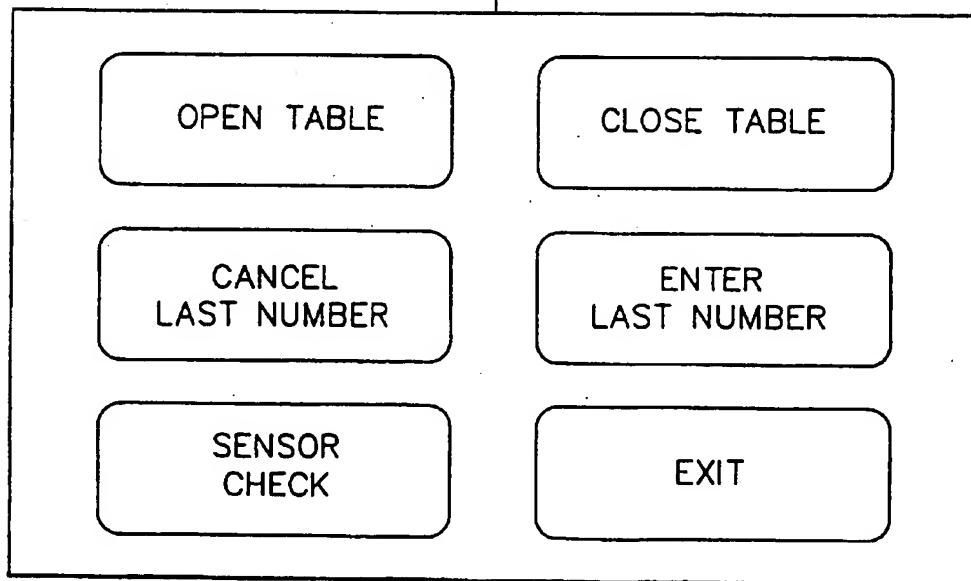 OPEN TABLE
CLOSE TABLE
CANCEL
LAST NUMBER
ENTER
LAST NUMBER
SENSOR
CHECK
EXIT